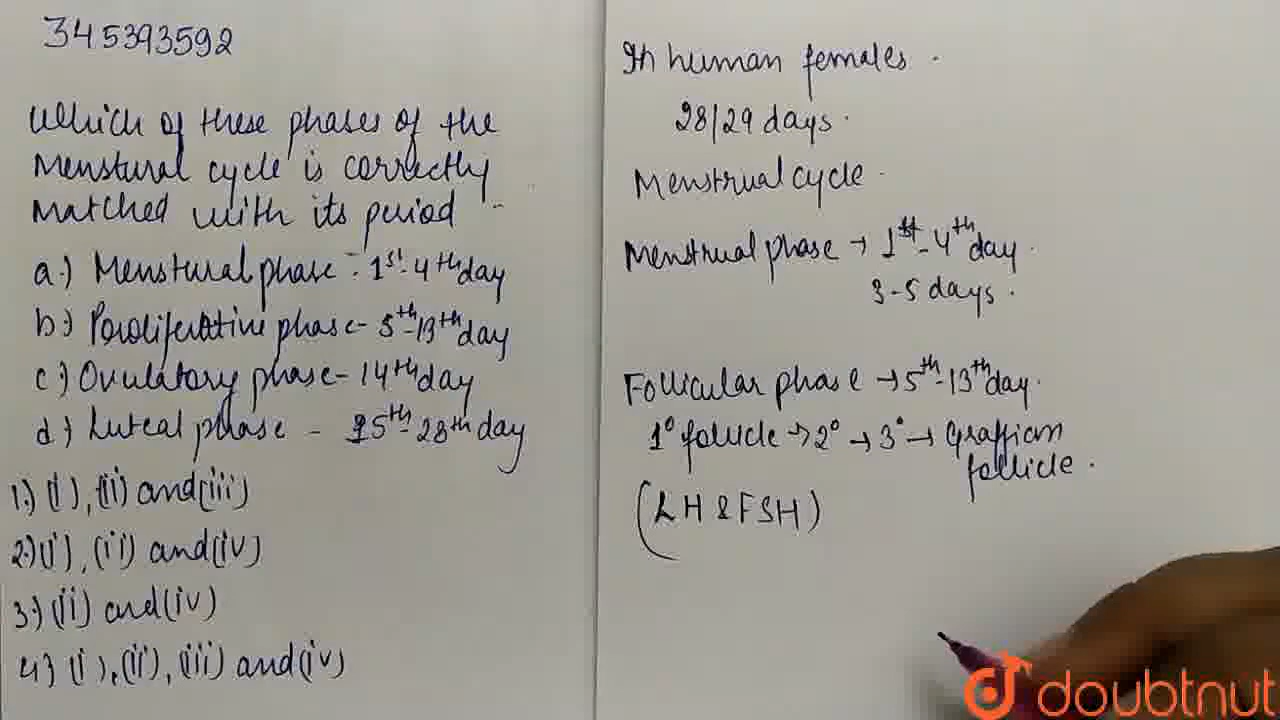 345393592
Which of these phases of the
Menstural cycle is correctly
matched with its period
a.) Menstural phase - 1st-4th day
b.) Proliferative phase - 5th-13th day
c.) Ovulatory phase - 14th day
d.) Luteal phase - 15th-28th day
1.) (i), (ii) and (iii)
2.) (i), (ii) and (iv)
3.) (ii) and (iv)
4.) (i), (ii), (iii) and (iv)
In human females.
28/29 days.
Menstrual cycle.
Menstrual phase → 1st-4th day.
3-5 days.
Follicular phase → 5th-13th day.
1° follicle → 2° → 3° → Graffian
follicle.
(LH & FSH)
doubtnut